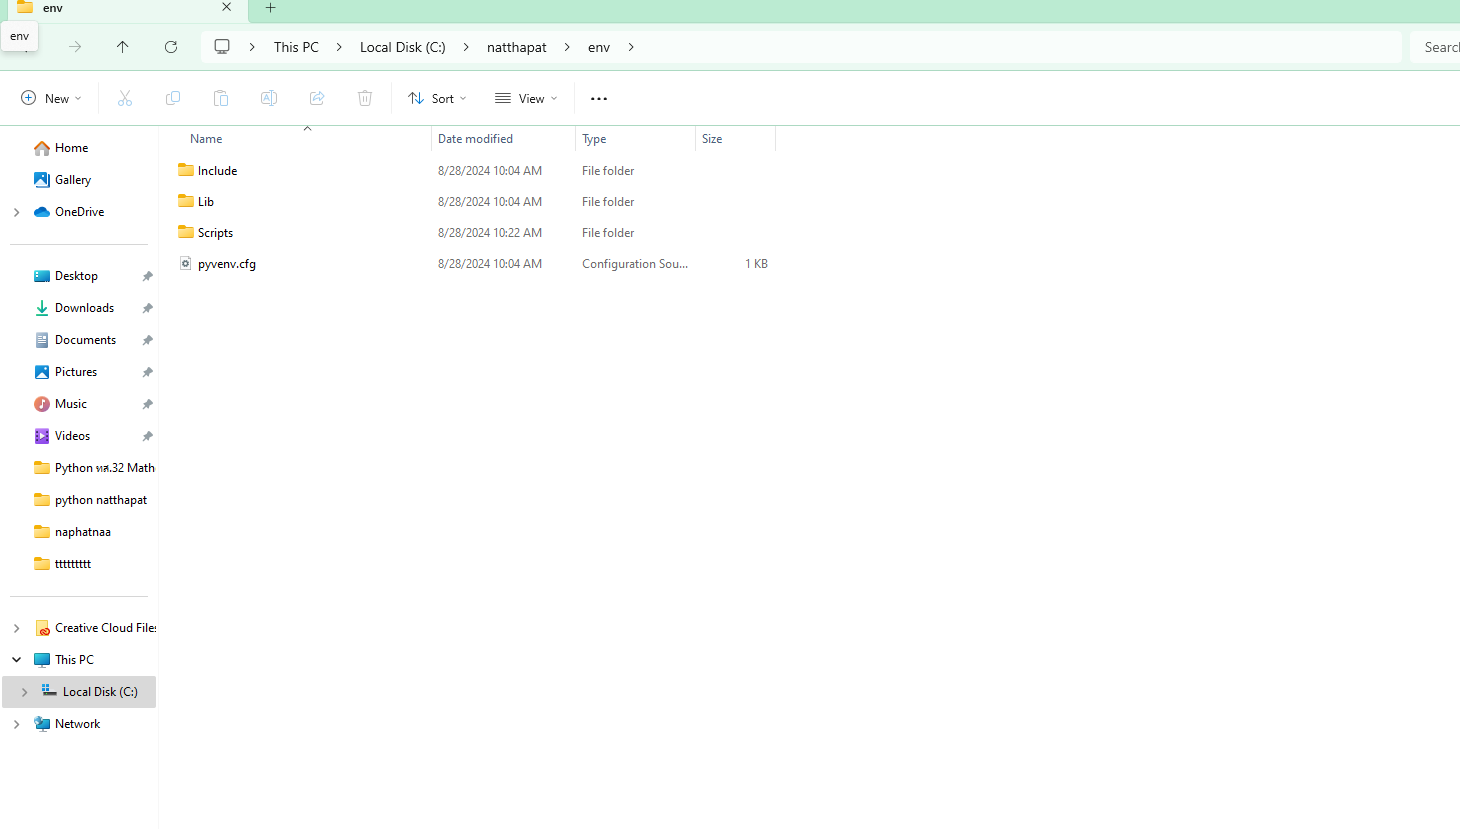 env
env
This PC
Local Disk (C:)
natthapat
env
Searc
New
Sort
View
Name
Date modified
Type
Size
Include 8/28/2024 10:04 AM File folder
Lib 8/28/2024 10:04 AM File folder
Scripts 8/28/2024 10:22 AM File folder
pyvenv.cfg 8/28/2024 10:04 AM Configuration Sou... 1 KB
Home
Gallery
OneDrive
Desktop
Downloads
Documents
Pictures
Music
Videos
Python ทส.32 Math
python natthapat
naphatnaa
ttttttttt
Creative Cloud Files
This PC
Local Disk (C:)
Network